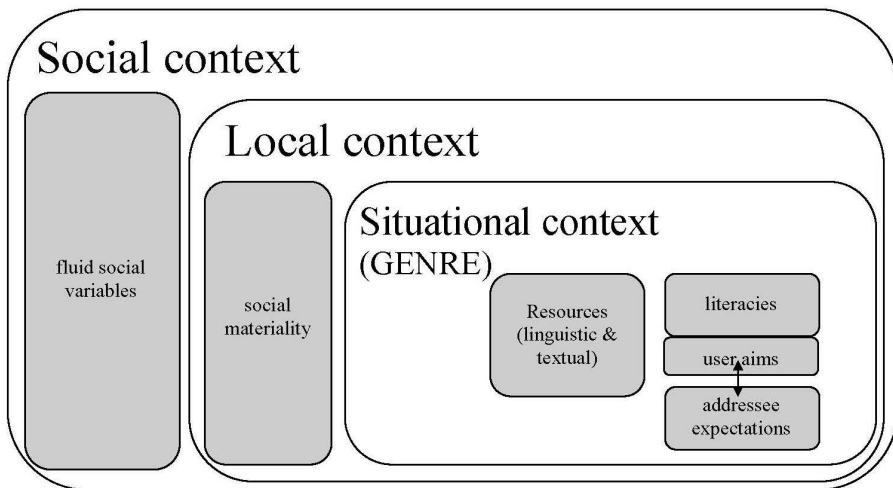 Social context
Local context
Situational context
(GENRE)
fluid social
variables
social
materiality
Resources
(linguistic &
textual)
literacies
user aims
addressee
expectations